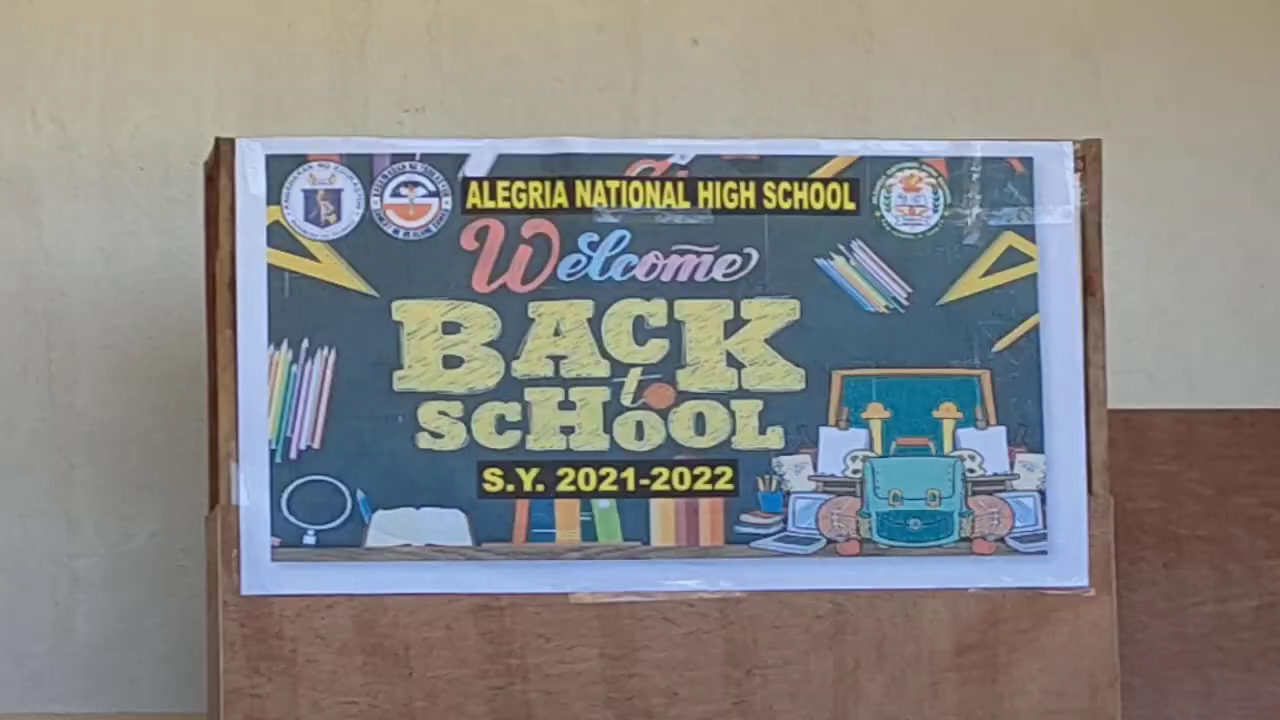 ALEGRIA NATIONAL HIGH SCHOOL
Welcome
BACK
to
SCHOOL
S.Y. 2021-2022